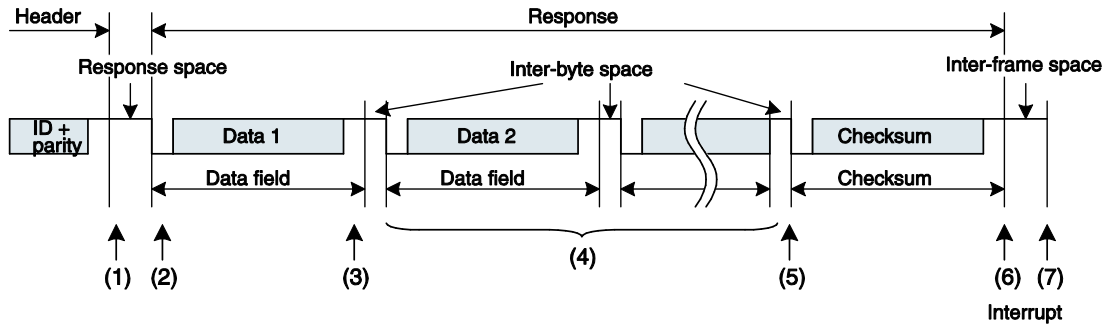 Header
Response
Response space
Inter-byte space
Inter-frame space
ID +
parity
Data 1
Data 2
Checksum
Data field
Data field
Checksum
(1)
(2)
(3)
(4)
(5)
(6)
(7)
Interrupt